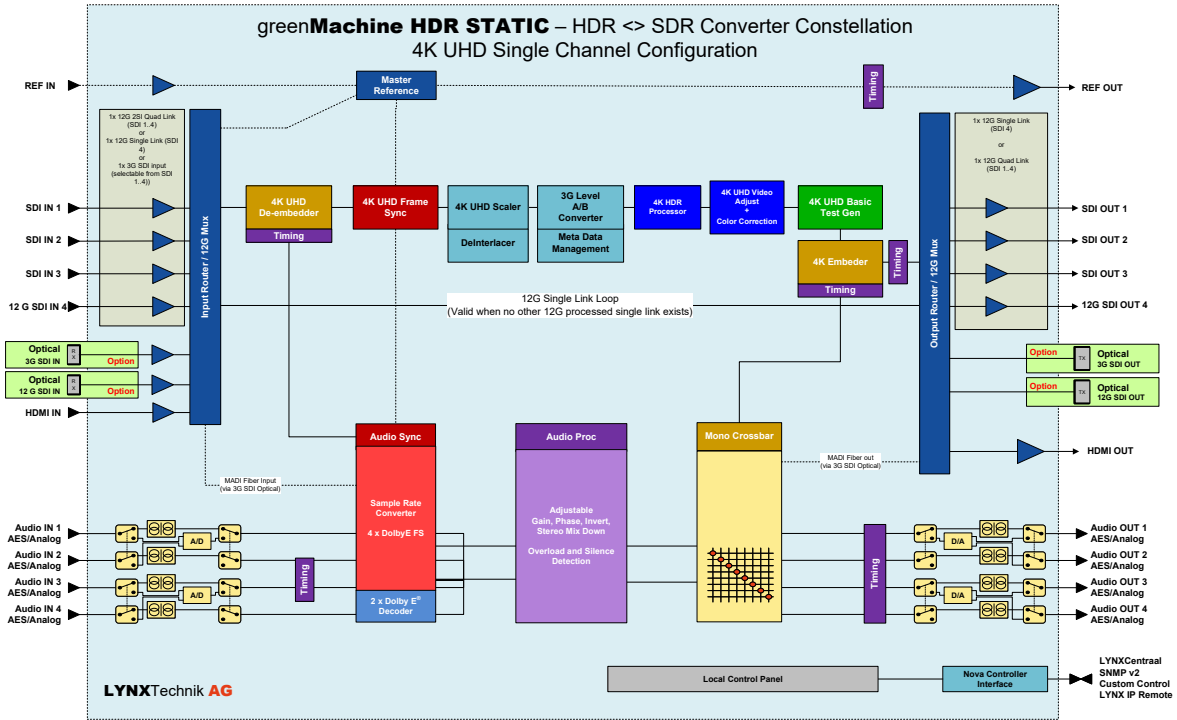 greenMachine HDR STATIC – HDR <> SDR Converter Constellation
4K UHD Single Channel Configuration
REF IN
Master
Reference
Timing
REF OUT
1x 12G 2SI Quad Link
(SDI 1..4)
or
1x 12G Single Link (SDI
4)
or
1x 3G SDI input
(selectable from SDI
1..4))
Input Router / 12G Mux
SDI IN 1
SDI IN 2
SDI IN 3
12 G SDI IN 4
4K UHD
De-embedder
Timing
4K UHD Frame
Sync
4K UHD Scaler
DeInterlacer
3G Level
A/B
Converter
Meta Data
Management
4K HDR
Processor
4K UHD Video
Adjust
+
Color Correction
4K UHD Basic
Test Gen
4K Embeder
Timing
Timing
Output Router / 12G Mux
1x 12G Single Link
(SDI 4)
or
1x 12G Quad Link
(SDI 1..4)
SDI OUT 1
SDI OUT 2
SDI OUT 3
12G SDI OUT 4
12G Single Link Loop
(Valid when no other 12G processed single link exists)
Optical
3G SDI IN
R
X
Option
Optical
12 G SDI IN
R
X
Option
HDMI IN
Option
TX
Optical
3G SDI OUT
Option
TX
Optical
12G SDI OUT
HDMI OUT
MADI Fiber Input
(via 3G SDI Optical)
Audio Sync
Sample Rate
Converter
4 x DolbyE FS
2 x Dolby E®
Decoder
Audio Proc
Adjustable
Gain, Phase, Invert,
Stereo Mix Down
Overload and Silence
Detection
Mono Crossbar
MADI Fiber out
(via 3G SDI Optical)
Audio IN 1
AES/Analog
Audio IN 2
AES/Analog
Audio IN 3
AES/Analog
Audio IN 4
AES/Analog
A/D
A/D
Timing
Timing
D/A
D/A
Audio OUT 1
AES/Analog
Audio OUT 2
AES/Analog
Audio OUT 3
AES/Analog
Audio OUT 4
AES/Analog
LYNXTechnik AG
Local Control Panel
Nova Controller
Interface
LYNXCentraal
SNMP v2
Custom Control
LYNX IP Remote